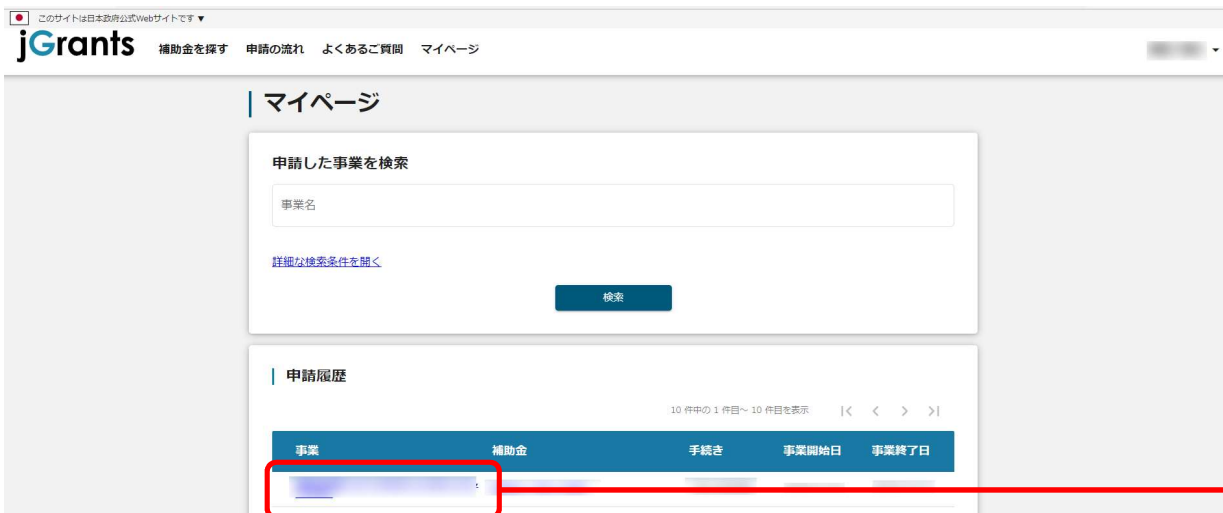 このサイトは日本政府公式Webサイトです ▼
jGrants 補助金を探す 申請の流れ よくあるご質問 マイページ
マイページ
申請した事業を検索
事業名
詳細な検索条件を開く
検索
申請履歴
10 件中の 1 件目～ 10 件目を表示 |< < > >|
事業 補助金 手続き 事業開始日 事業終了日